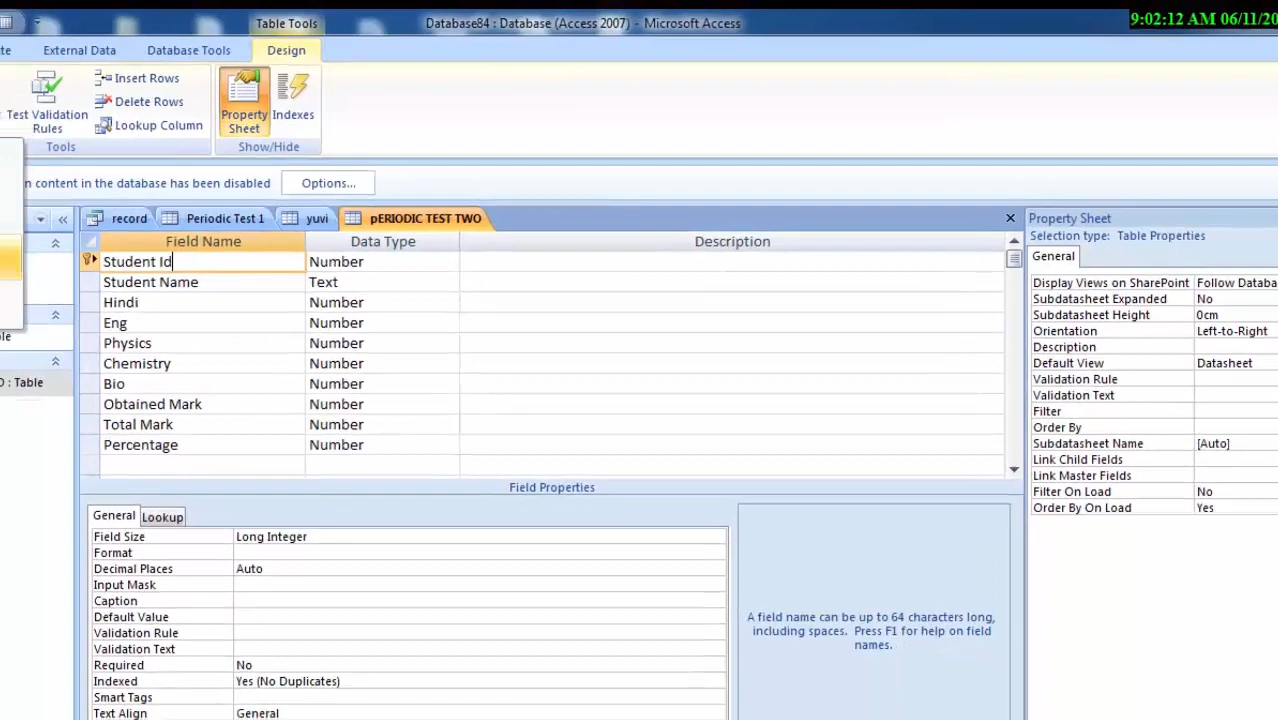 Table Tools
Database84 : Database (Access 2007) - Microsoft Access
9:02:12 AM 06/11/20
External Data
Database Tools
Design
Test Validation Rules
Insert Rows
Delete Rows
Lookup Column
Property Sheet
Indexes
Tools
Show/Hide
n content in the database has been disabled
Options...
record
Periodic Test 1
yuvi
pERIODIC TEST TWO
Property Sheet
Selection type: Table Properties
General
Field Name Data Type Description
Student Id Number
Student Name Text
Hindi Number
Eng Number
Physics Number
Chemistry Number
Bio Number
Obtained Mark Number
Total Mark Number
Percentage Number
: Table
Display Views on SharePoint Follow Databa
Subdatasheet Expanded No
Subdatasheet Height 0cm
Orientation Left-to-Right
Description
Default View Datasheet
Validation Rule
Validation Text
Filter
Order By
Subdatasheet Name [Auto]
Link Child Fields
Link Master Fields
Filter On Load No
Order By On Load Yes
Field Properties
General Lookup
Field Size Long Integer
Format
Decimal Places Auto
Input Mask
Caption
Default Value
Validation Rule
Validation Text
Required No
Indexed Yes (No Duplicates)
Smart Tags
Text Align General
A field name can be up to 64 characters long,
including spaces. Press F1 for help on field
names.